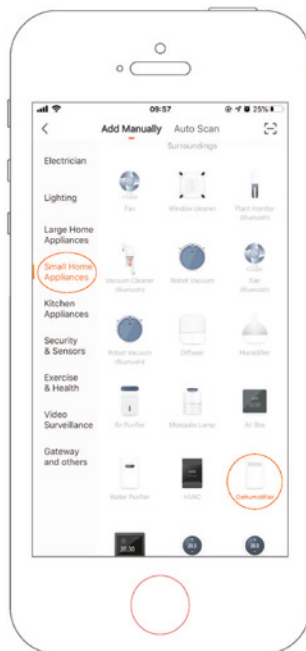 09:57
25%
Add Manually
Auto Scan
Surroundings
Electrician
Lighting
Large Home
Appliances
Small Home
Appliances
Kitchen
Appliances
Security
& Sensors
Exercise
& Health
Video
Surveillance
Gateway
and others
Fan
Window cleaner
Plant monitor
(Bluetooth)
Vacuum Cleaner
(Bluetooth)
Robot Vacuum
Fan
(Bluetooth)
Robot Vacuum
(Bluetooth)
Diffuser
Humidifier
Air Purifier
Mosquito Lamp
Air Box
Water Purifier
HVAC
Dehumidifier
20:30